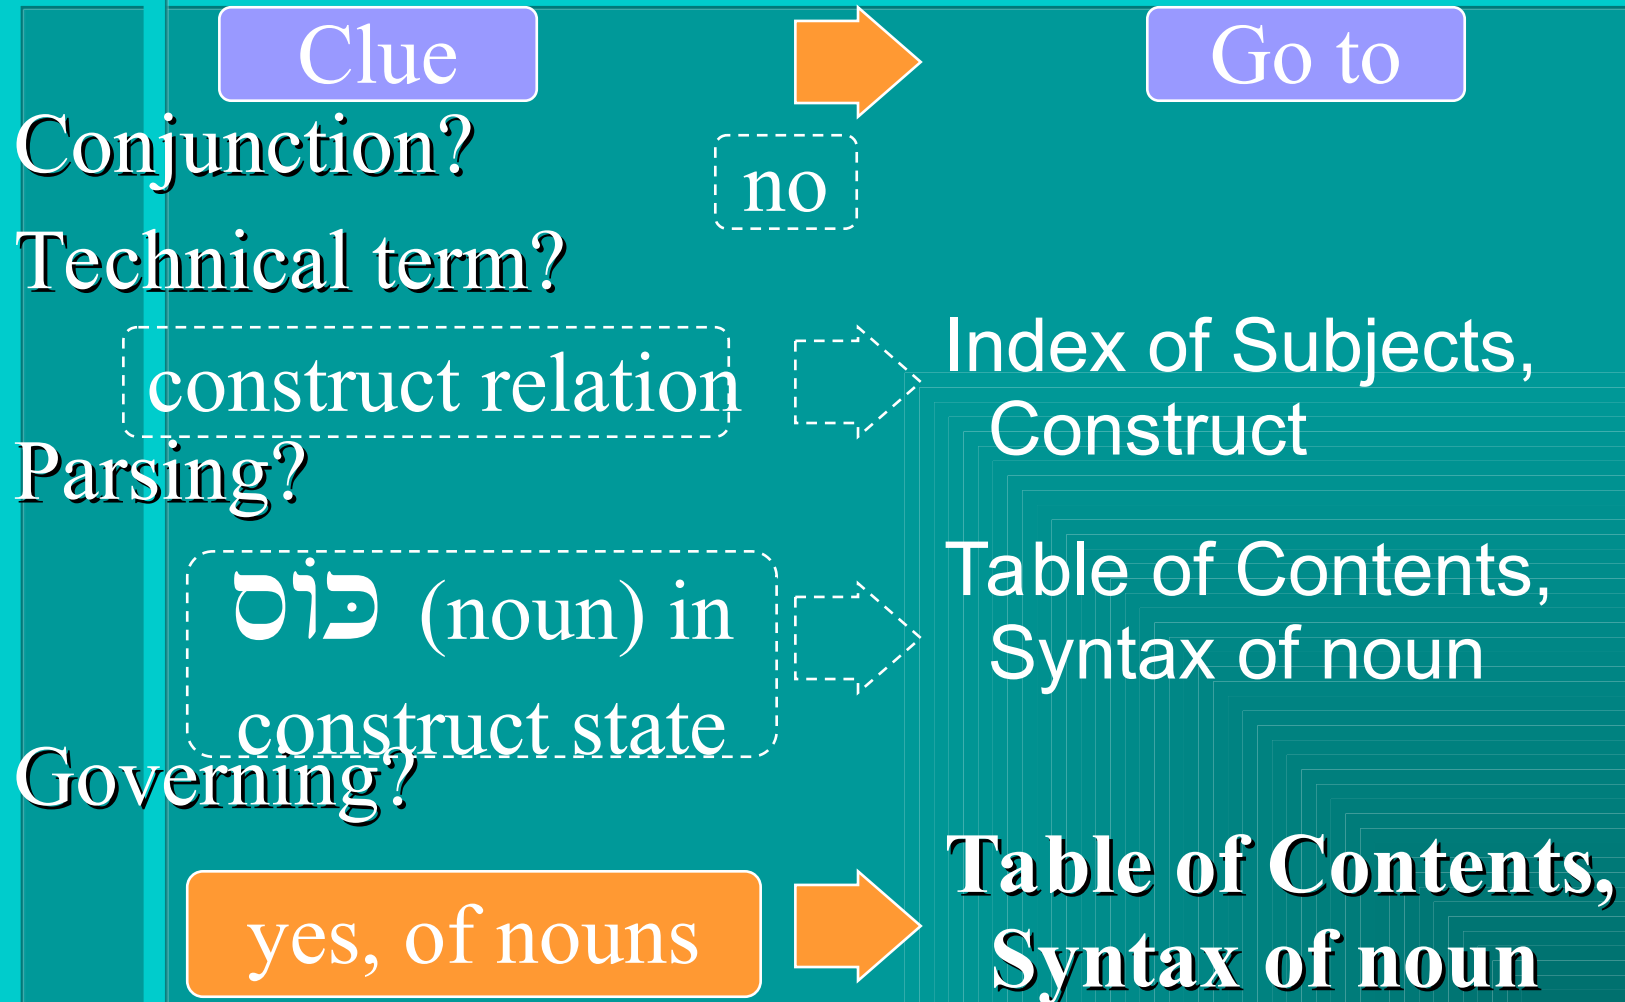 Clue
Go to
Conjunction?
no
Technical term?
construct relation
Index of Subjects,
Construct
Parsing?
כּוֹס (noun) in
construct state
Table of Contents,
Syntax of noun
Governing?
yes, of nouns
Table of Contents,
Syntax of noun